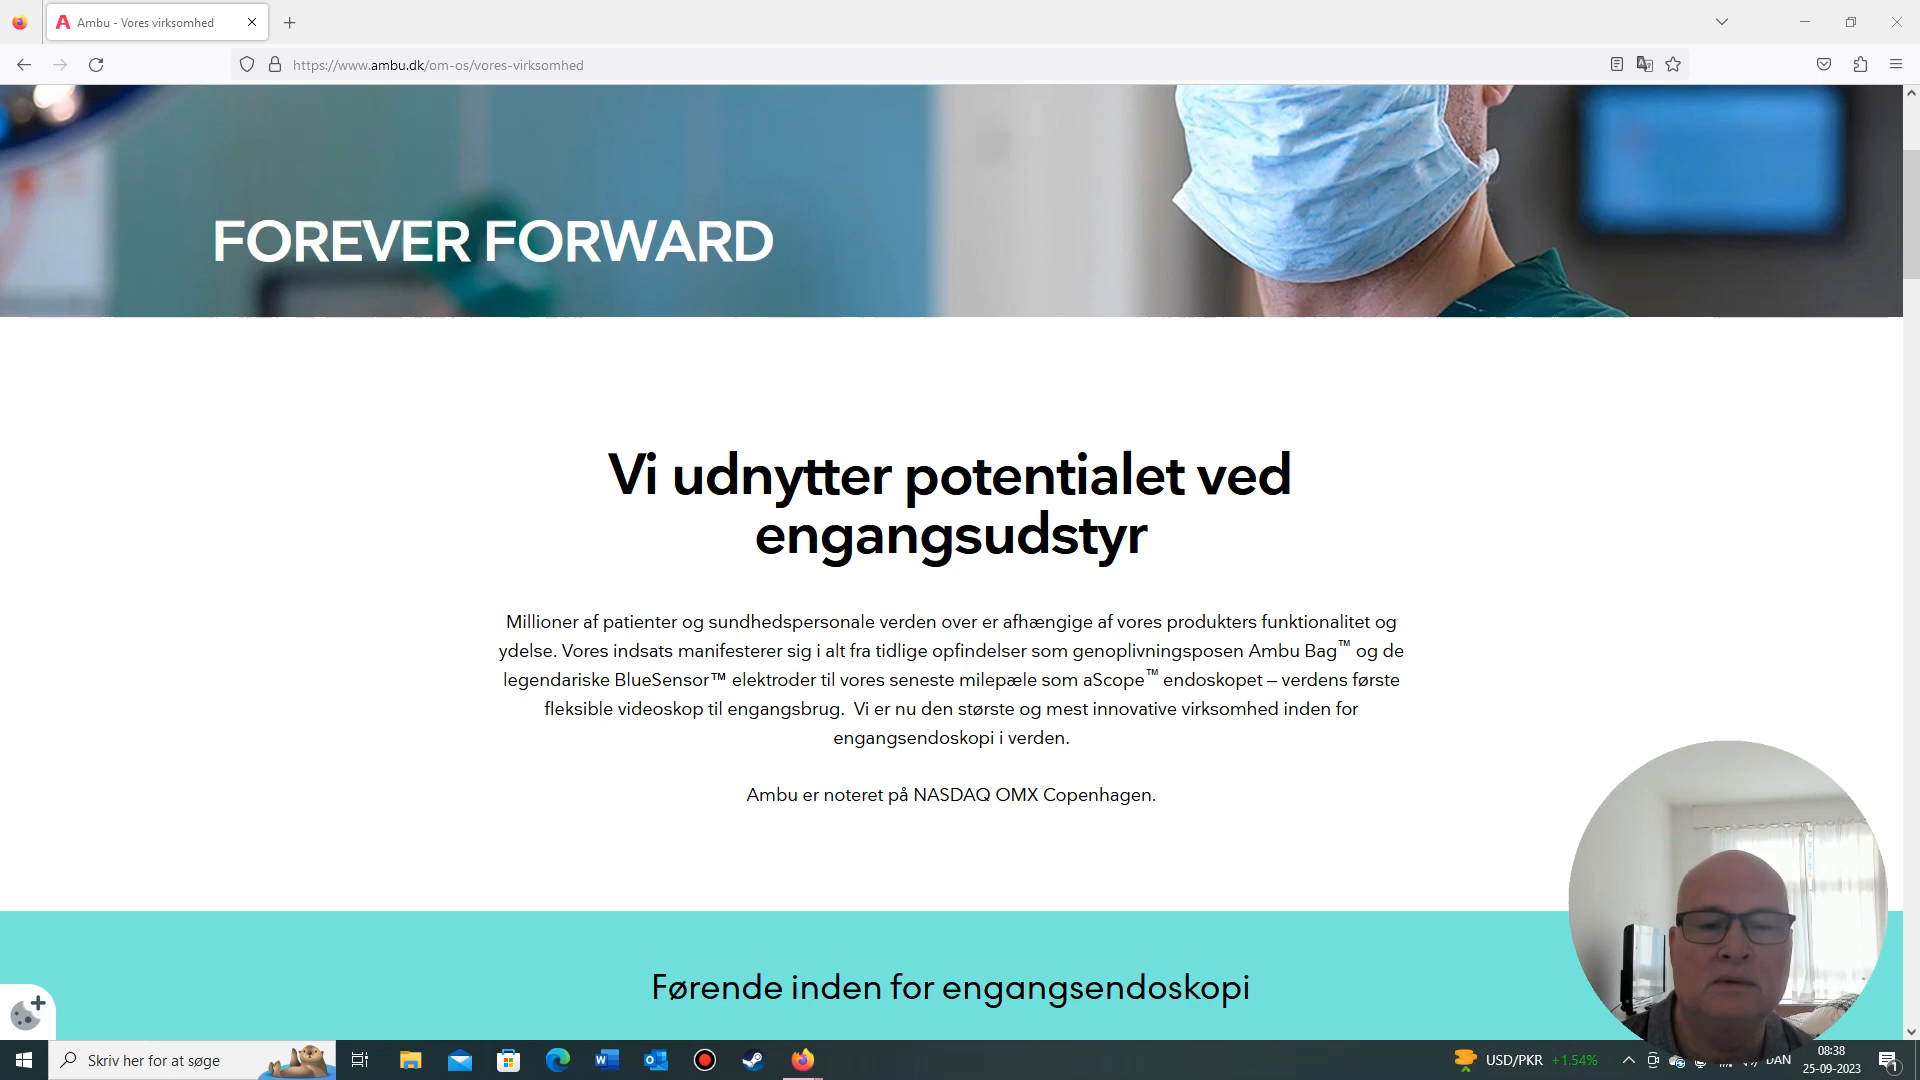 Ambu - Vores virksomhed
https://www.ambu.dk/om-os/vores-virksomhed
FOREVER FORWARD
Vi udnytter potentialet ved
engangsudstyr
Millioner af patienter og sundhedspersonale verden over er afhængige af vores produkters funktionalitet og
ydelse. Vores indsats manifesterer sig i alt fra tidlige opfindelser som genoplivningsposen Ambu Bag™ og de
legendariske BlueSensor™ elektroder til vores seneste milepæle som aScope™ endoskopet – verdens første
fleksible videoskop til engangsbrug.  Vi er nu den største og mest innovative virksomhed inden for
engangsendoskopi i verden.
Ambu er noteret på NASDAQ OMX Copenhagen.
Førende inden for engangsendoskopi
Skriv her for at søge
USD/PKR +1.54%
DAN
08:38
25-09-2023
1